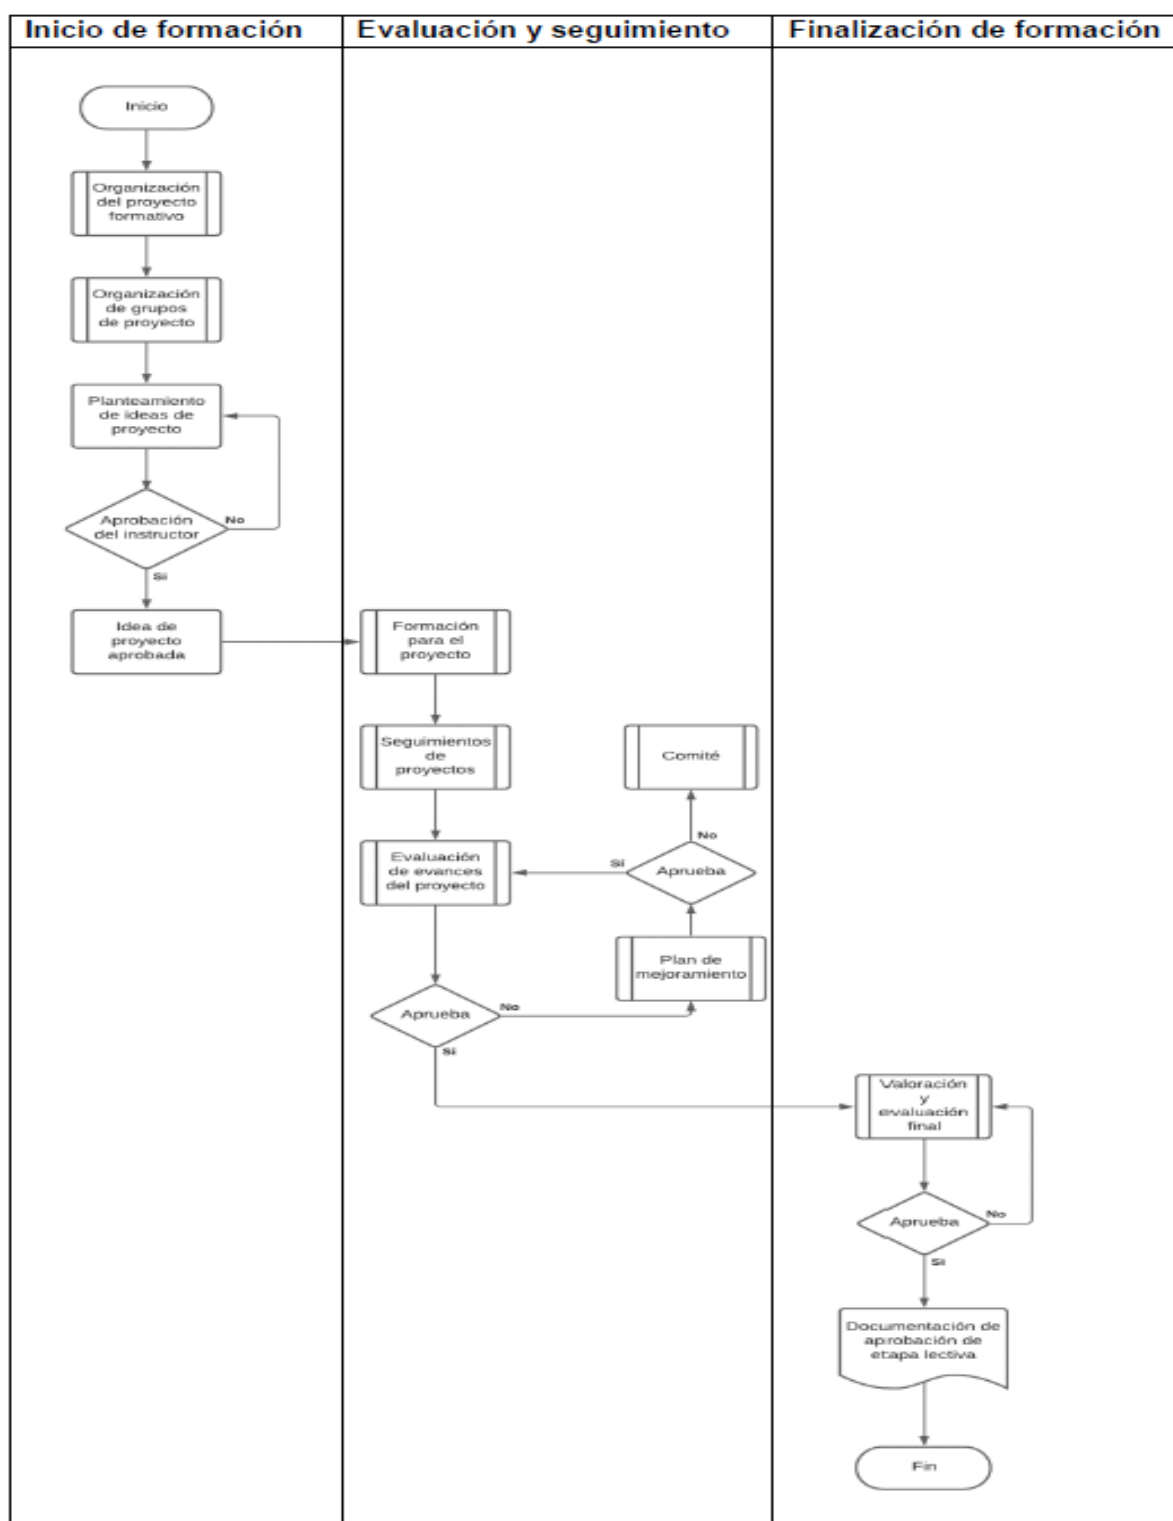 Inicio de formación
Evaluación y seguimiento
Finalización de formación
Inicio
Organización
del proyecto
formativo
Organización
de grupos
de proyecto
Planteamiento
de ideas de
proyecto
Aprobación
del instructor
No
Si
Idea de
proyecto
aprobada
Formación
para el
proyecto
Seguimientos
de
proyectos
Comité
No
Evaluación
de evances
del proyecto
Si
Aprueba
Plan de
mejoramiento
Aprueba
No
Si
Valoración
y
evaluación
final
Aprueba
No
Si
Documentación de
aprobación de
etapa lectiva
Fin